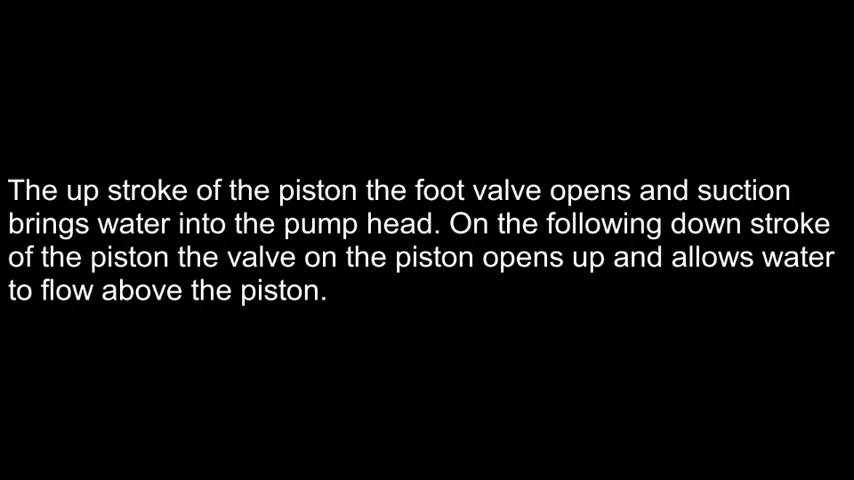 The up stroke of the piston the foot valve opens and suction
brings water into the pump head. On the following down stroke
of the piston the valve on the piston opens up and allows water
to flow above the piston.